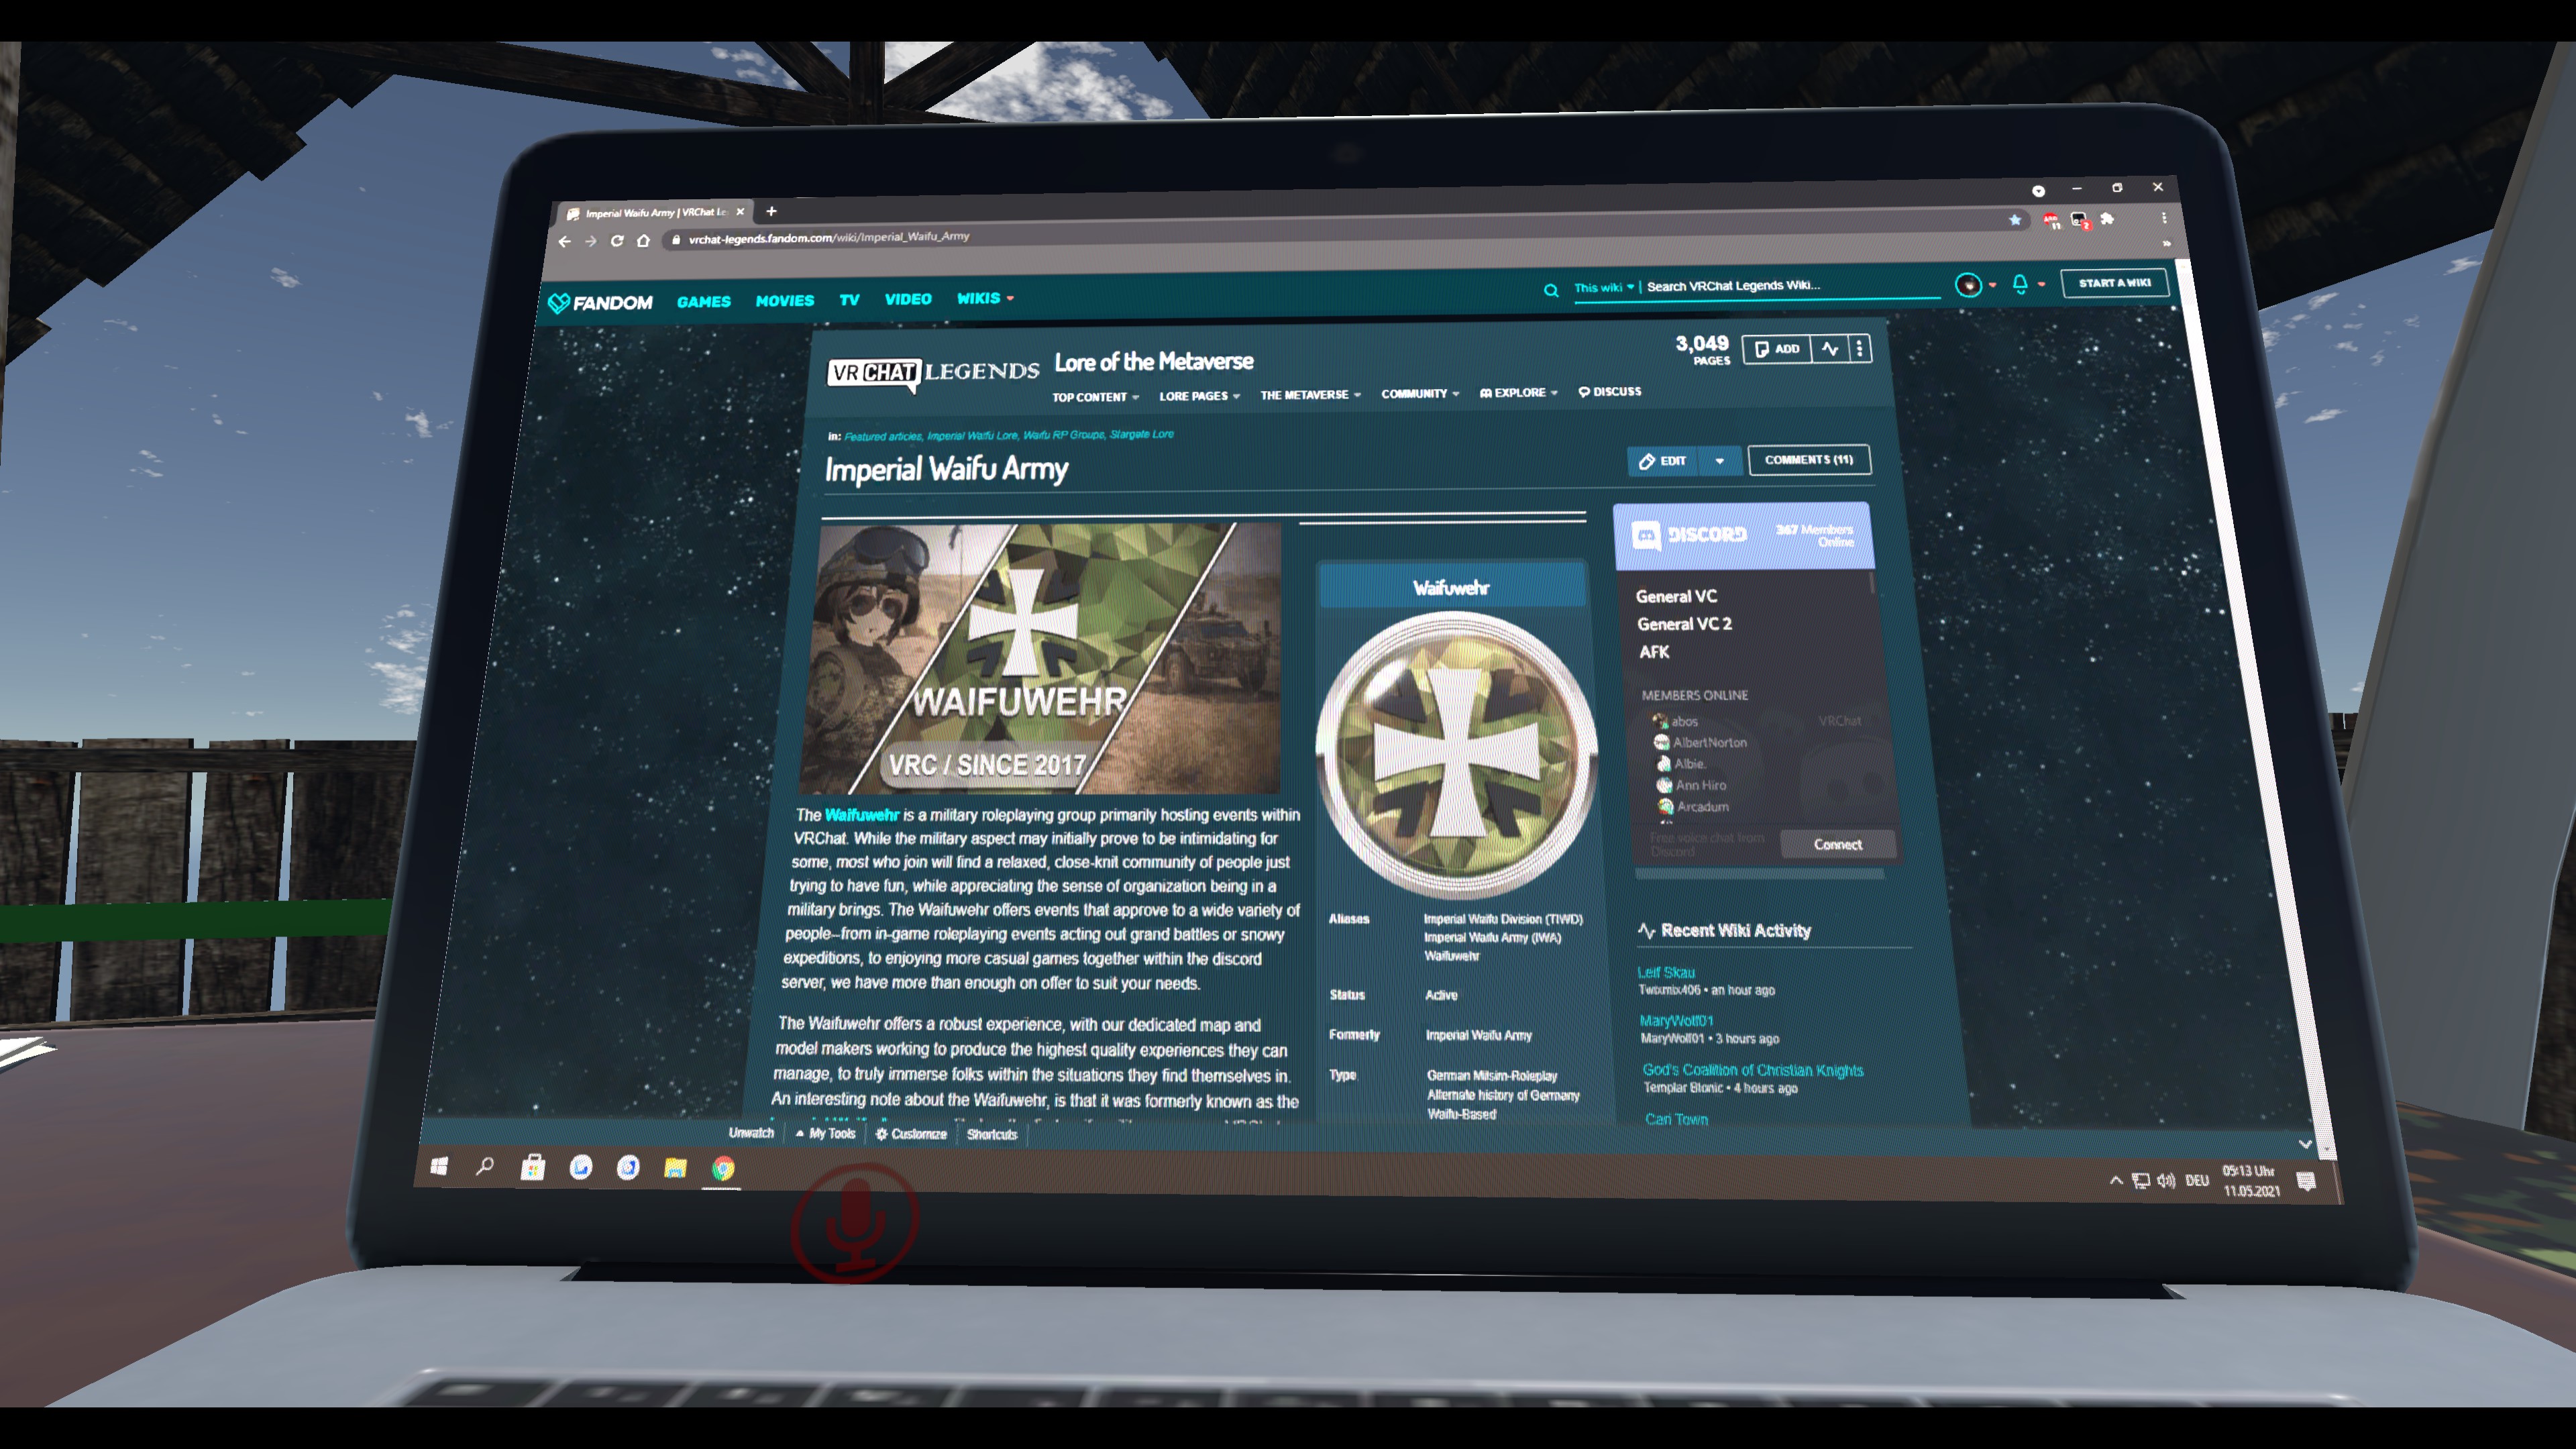 Imperial Waifu Army | VRChat Le
vrchat-legends.fandom.com/wiki/Imperial_Waifu_Army
FANDOM GAMES MOVIES TV VIDEO WIKIS
This wiki | Search VRChat Legends Wiki...
START A WIKI
VRCHAT LEGENDS
Lore of the Metaverse
3,049 PAGES
ADD
TOP CONTENT LORE PAGES THE METAVERSE COMMUNITY EXPLORE DISCUSS
in: Featured articles, Imperial Waifu Lore, Waifu RP Groups, Stargate Lore
Imperial Waifu Army
EDIT
COMMENTS (11)
WAIFUWEHR
VRC / SINCE 2017
The Waifuwehr is a military roleplaying group primarily hosting events within
VRChat. While the military aspect may initially prove to be intimidating for
some, most who join will find a relaxed, close-knit community of people just
trying to have fun, while appreciating the sense of organization being in a
military brings. The Waifuwehr offers events that approve to a wide variety of
people--from in-game roleplaying events acting out grand battles or snowy
expeditions, to enjoying more casual games together within the discord
server, we have more than enough on offer to suit your needs.
The Waifuwehr offers a robust experience, with our dedicated map and
model makers working to produce the highest quality experiences they can
manage, to truly immerse folks within the situations they find themselves in.
An interesting note about the Waifuwehr, is that it was formerly known as the
Waifuwehr
Aliases
Imperial Waifu Division (TIWD)
Imperial Waifu Army (IWA)
Waifuwehr
Status Active
Formerly Imperial Waifu Army
Type
German Milsim-Roleplay
Alternate history of Germany
Waifu-Based
DISCORD
367 Members
Online
General VC
General VC 2
AFK
MEMBERS ONLINE
abos VRChat
AlbertNorton
Albie.
Ann Hiro
Arcadum
Free voice chat from
Discord
Connect
Recent Wiki Activity
Leif Skau
Twixmix406 • an hour ago
MaryWolf01
MaryWolf01 • 3 hours ago
God's Coalition of Christian Knights
Templar Bionic • 4 hours ago
Cari Town
Unwatch My Tools Customize Shortcuts
DEU
05:13 Uhr
11.05.2021